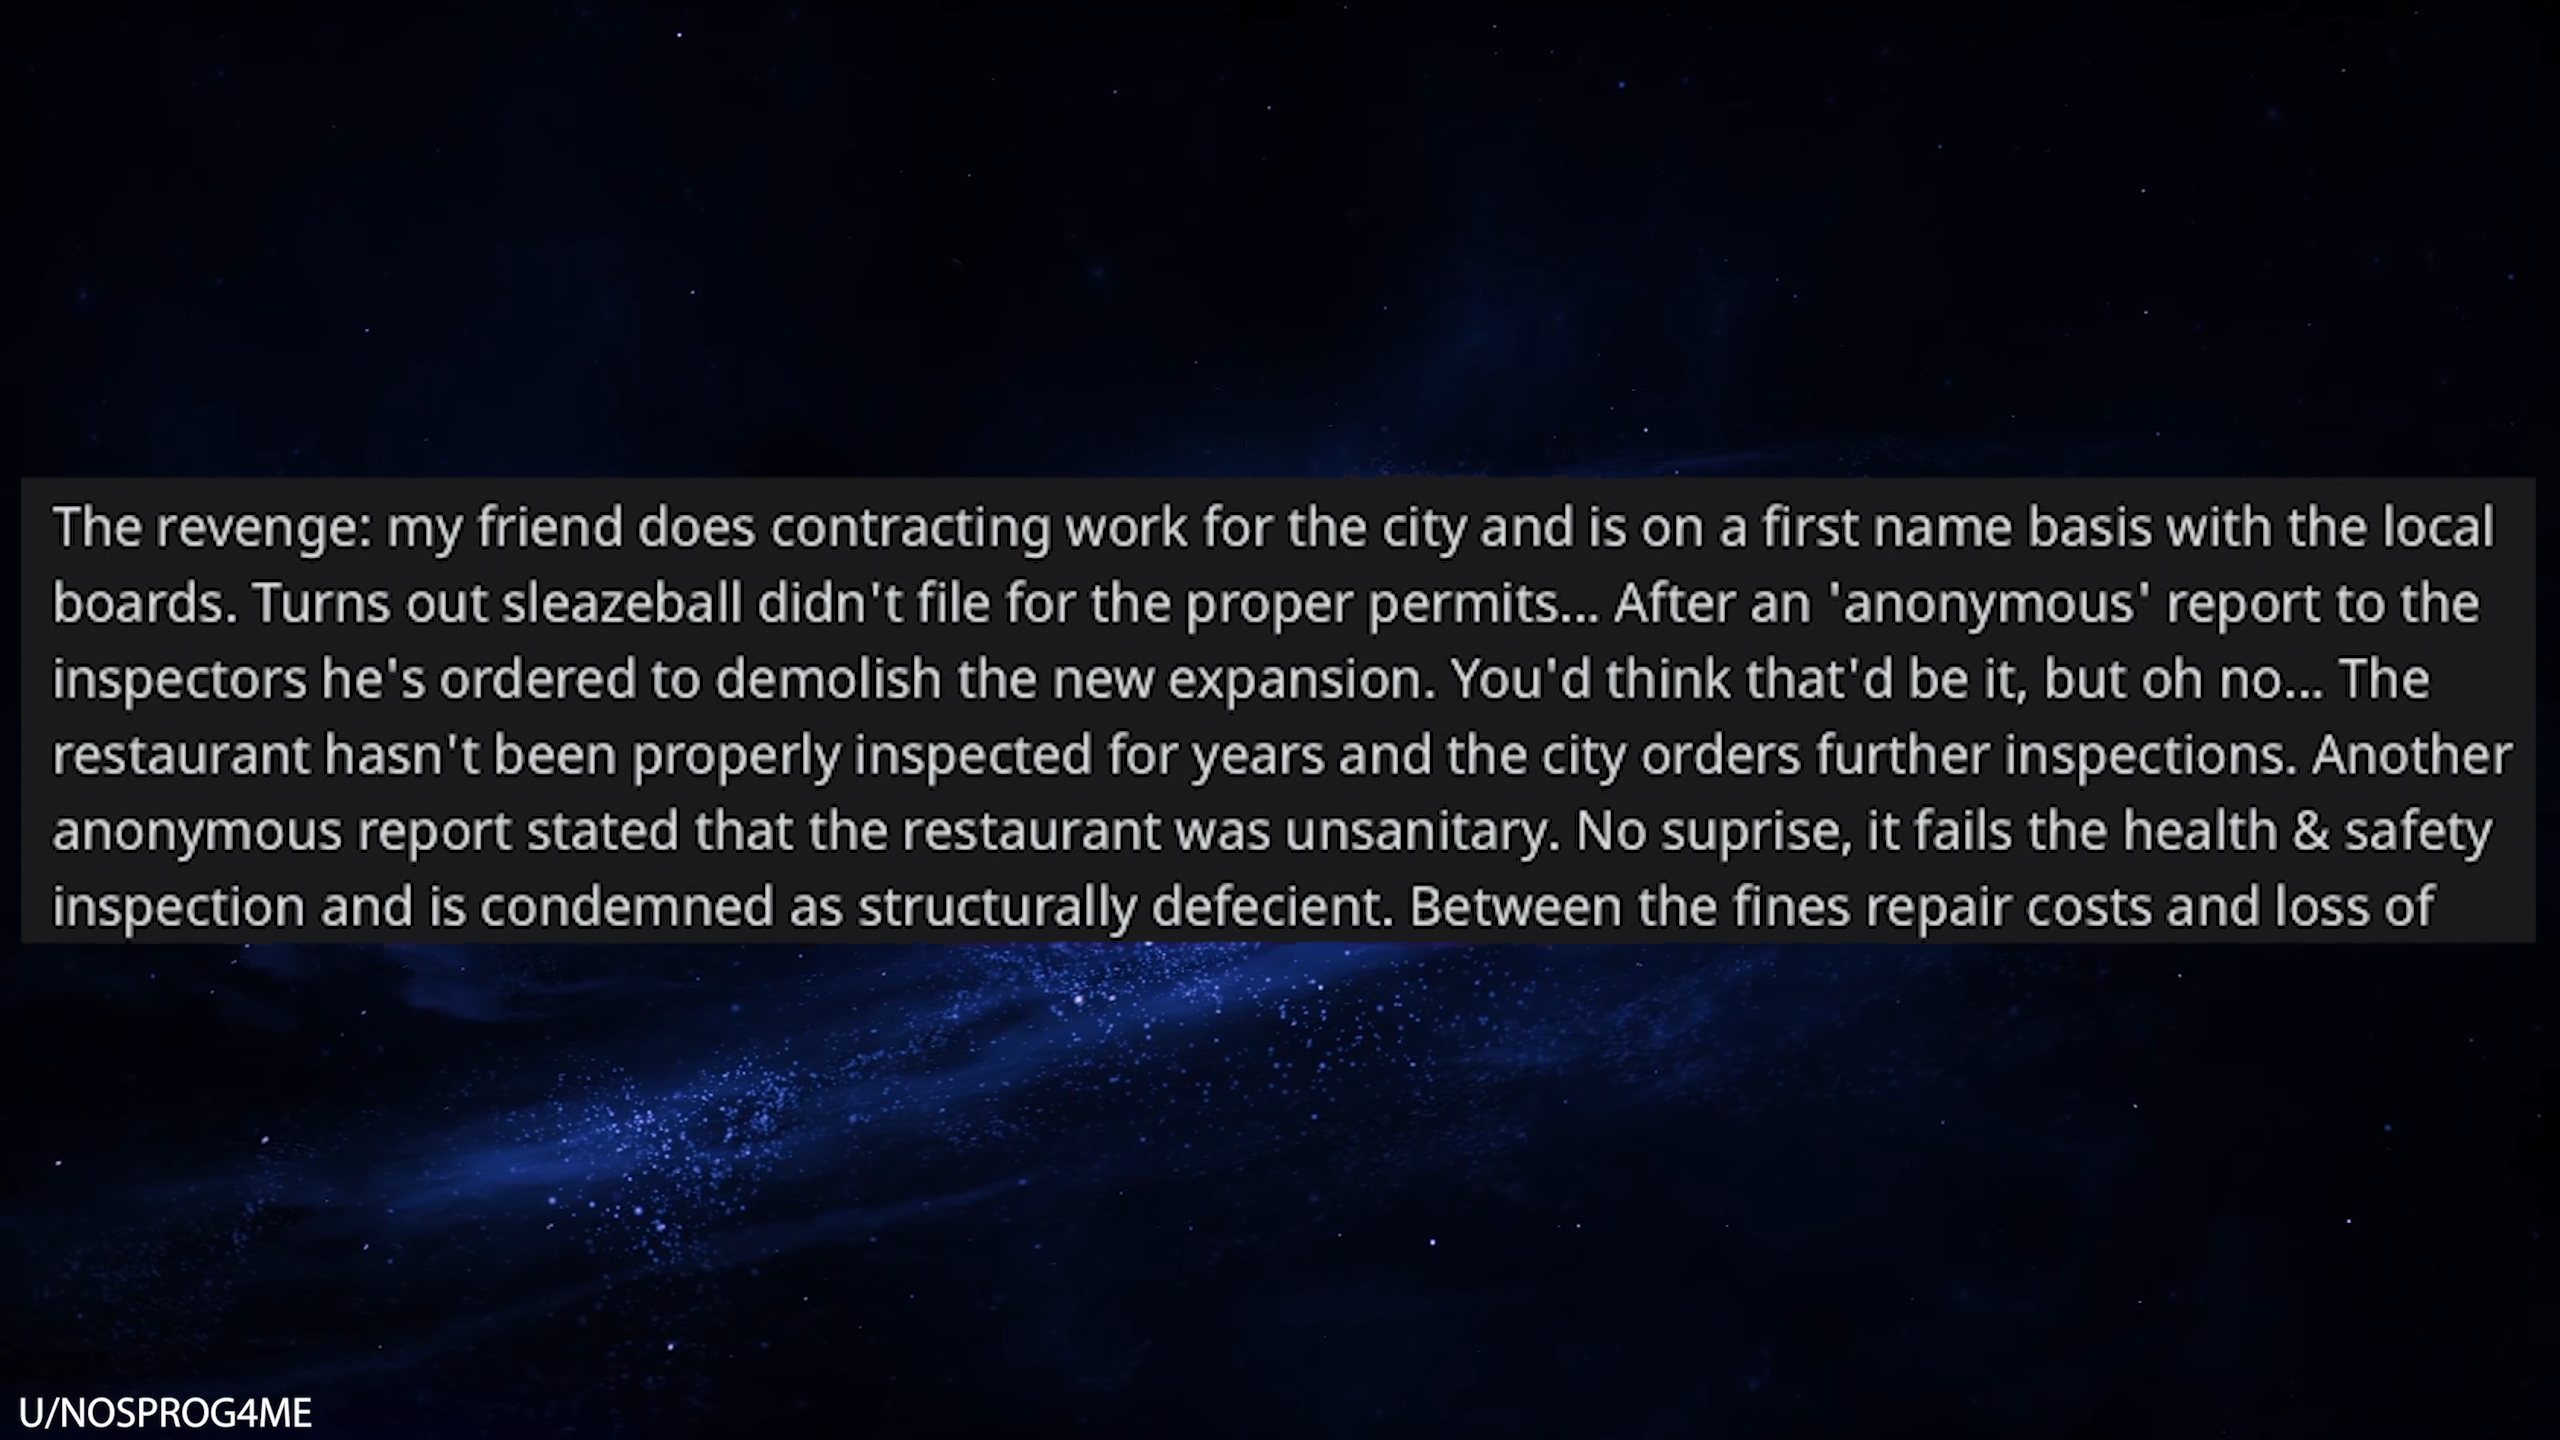 The revenge: my friend does contracting work for the city and is on a first name basis with the local
boards. Turns out sleazeball didn't file for the proper permits... After an 'anonymous' report to the
inspectors he's ordered to demolish the new expansion. You'd think that'd be it, but oh no... The
restaurant hasn't been properly inspected for years and the city orders further inspections. Another
anonymous report stated that the restaurant was unsanitary. No suprise, it fails the health & safety
inspection and is condemned as structurally defecient. Between the fines repair costs and loss of
U/NOSPROG4ME